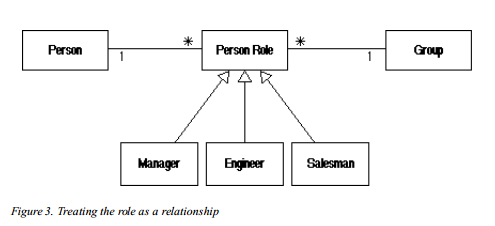 Person
1
*
Person Role
*
1
Group
Manager
Engineer
Salesman
Figure 3. Treating the role as a relationship